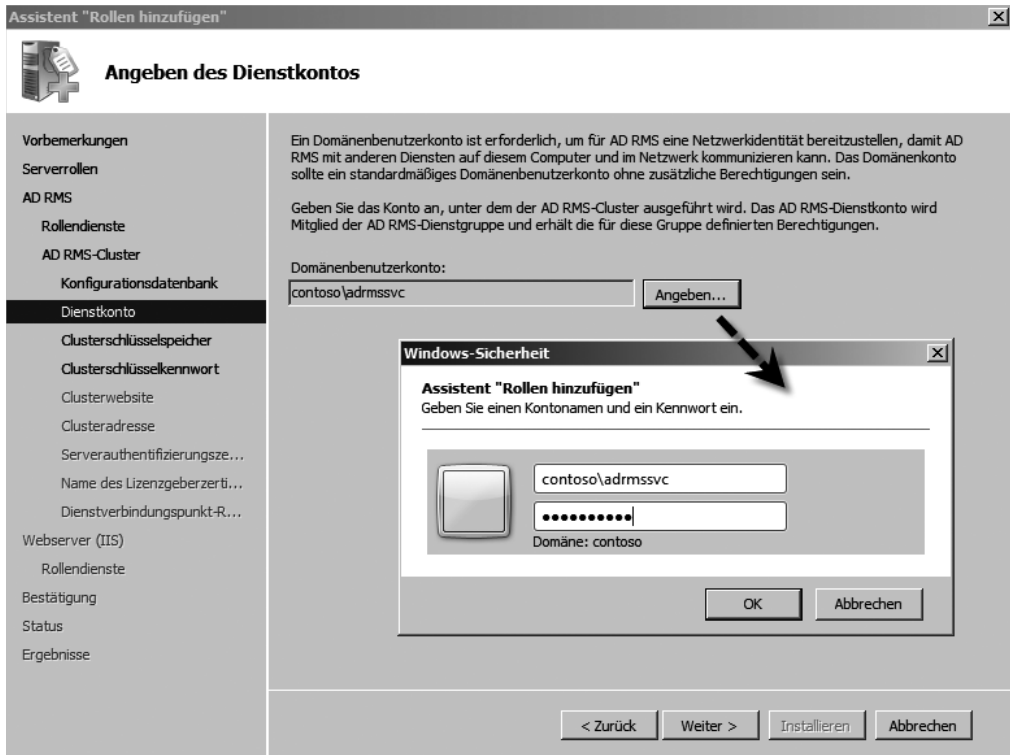 Assistent "Rollen hinzufügen"
Angeben des Dienstkontos
Vorbemerkungen
Serverrollen
AD RMS
Rollendienste
AD RMS-Cluster
Konfigurationsdatenbank
Dienstkonto
Clusterschlüsselspeicher
Clusterschlüsselkennwort
Clusterwebsite
Clusteradresse
Serverauthentifizierungsze...
Name des Lizenzgeberzerti...
Dienstverbindungspunkt-R...
Webserver (IIS)
Rollendienste
Bestätigung
Status
Ergebnisse
Ein Domänenbenutzerkonto ist erforderlich, um für AD RMS eine Netzwerkidentität bereitzustellen, damit AD
RMS mit anderen Diensten auf diesem Computer und im Netzwerk kommunizieren kann. Das Domänenkonto
sollte ein standardmäßiges Domänenbenutzerkonto ohne zusätzliche Berechtigungen sein.
Geben Sie das Konto an, unter dem der AD RMS-Cluster ausgeführt wird. Das AD RMS-Dienstkonto wird
Mitglied der AD RMS-Dienstgruppe und erhält die für diese Gruppe definierten Berechtigungen.
Domänenbenutzerkonto:
contoso\adrmssvc
Angeben...
Windows-Sicherheit
Assistent "Rollen hinzufügen"
Geben Sie einen Kontonamen und ein Kennwort ein.
contoso\adrmssvc
●●●●●●●●●●
Domäne: contoso
OK Abbrechen
< Zurück Weiter > Installieren Abbrechen